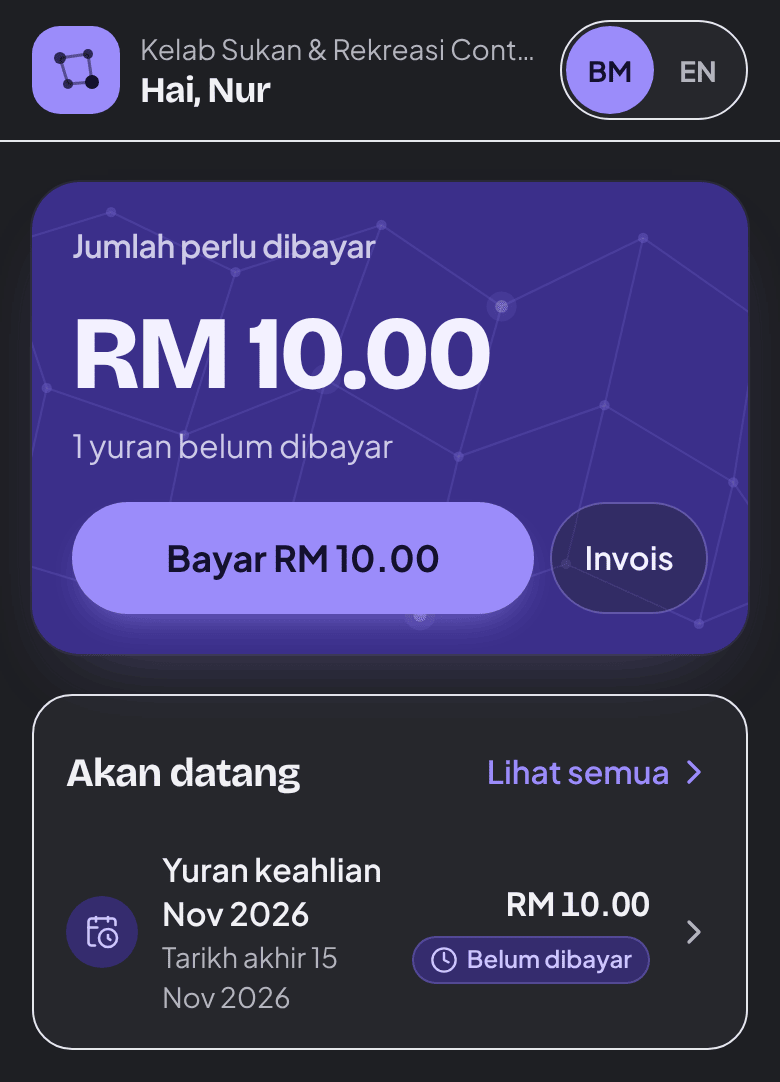 Kelab Sukan & Rekreasi Cont...
Hai, Nur
BM
EN
Jumlah perlu dibayar
RM 10.00
1 yuran belum dibayar
Bayar RM 10.00
Invois
Akan datang
Lihat semua
Yuran keahlian
Nov 2026
Tarikh akhir 15
Nov 2026
RM 10.00
Belum dibayar